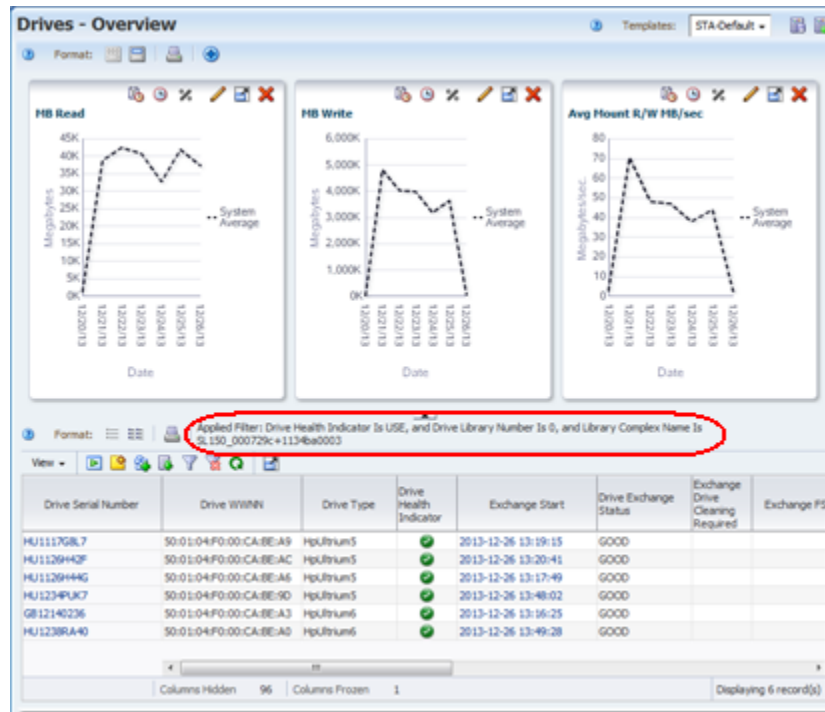 Drives - Overview
Templates: STA-Default
Format:
MB Read
45K
40K
35K
30K
25K
20K
15K
10K
5K
0K
Megabytes
System
Average
12/20/13
12/21/13
12/22/13
12/23/13
12/24/13
12/25/13
12/26/13
Date
MB Write
6,000K
5,000K
4,000K
3,000K
2,000K
1,000K
0K
Megabytes
System
Average
12/20/13
12/21/13
12/22/13
12/23/13
12/24/13
12/25/13
12/26/13
Date
Avg Mount R/W MB/sec
80
70
60
50
40
30
20
10
0
Megabytes/sec.
System
Average
12/20/13
12/21/13
12/22/13
12/23/13
12/24/13
12/25/13
12/26/13
Date
Format:
Applied Filter: Drive Health Indicator Is USE, and Drive Library Number Is 0, and Library Complex Name Is
SL150_000729c+1134ba0003
View
Drive Serial Number Drive WWNN Drive Type Drive Health Indicator Exchange Start Drive Exchange Status Exchange Drive Cleaning Required Exchange FS
HU1117GBL7 50:01:04:F0:00:CA:BE:A9 HpUltrium5 2013-12-26 13:19:15 GOOD
HU1126H42F 50:01:04:F0:00:CA:BE:AC HpUltrium5 2013-12-26 13:20:41 GOOD
HU1126H44G 50:01:04:F0:00:CA:BE:A6 HpUltrium5 2013-12-26 13:17:49 GOOD
HU1234PUK7 50:01:04:F0:00:CA:BE:9D HpUltrium5 2013-12-26 13:48:02 GOOD
GB12140236 50:01:04:F0:00:CA:BE:A3 HpUltrium6 2013-12-26 13:16:25 GOOD
HU1238RA40 50:01:04:F0:00:CA:BE:A0 HpUltrium6 2013-12-26 13:49:28 GOOD
Columns Hidden 96 Columns Frozen 1 Displaying 6 record(s)